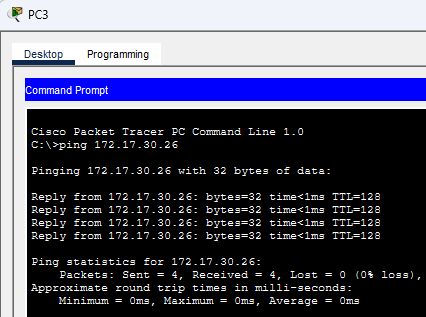 PC3
Desktop Programming
Command Prompt
Cisco Packet Tracer PC Command Line 1.0
C:\>ping 172.17.30.26
Pinging 172.17.30.26 with 32 bytes of data:
Reply from 172.17.30.26: bytes=32 time<1ms TTL=128
Reply from 172.17.30.26: bytes=32 time<1ms TTL=128
Reply from 172.17.30.26: bytes=32 time<1ms TTL=128
Reply from 172.17.30.26: bytes=32 time<1ms TTL=128
Ping statistics for 172.17.30.26:
Packets: Sent = 4, Received = 4, Lost = 0 (0% loss),
Approximate round trip times in milli-seconds:
Minimum = 0ms, Maximum = 0ms, Average = 0ms